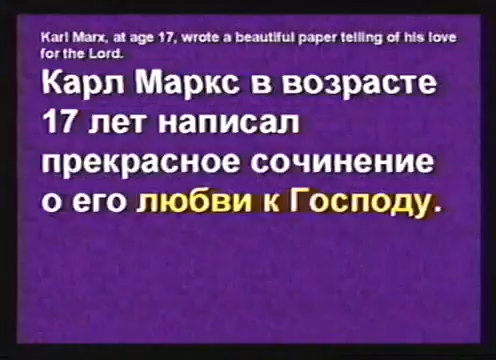 Karl Marx, at age 17, wrote a beautiful paper telling of his love
for the Lord.
Карл Маркс в возрасте
17 лет написал
прекрасное сочинение
о его любви к Господу.